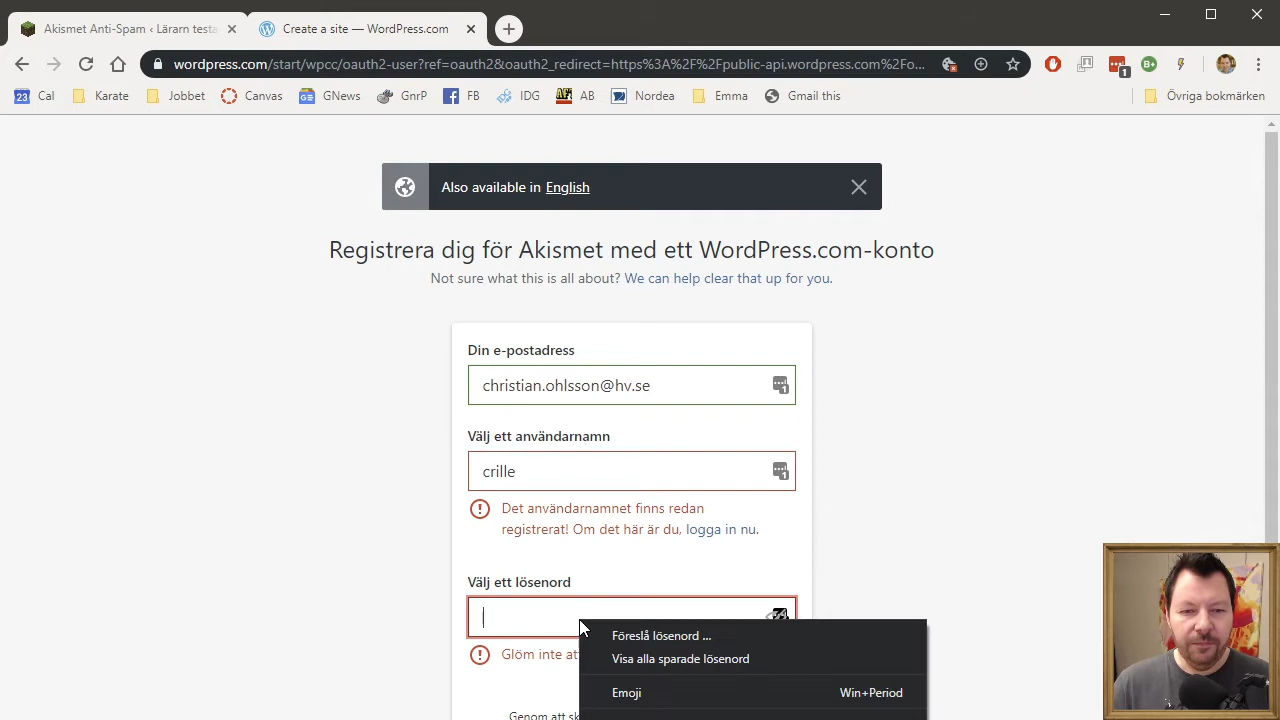 Akismet Anti-Spam ‹ Lärarn testa
Create a site — WordPress.com
wordpress.com/start/wpcc/oauth2-user?ref=oauth2&oauth2_redirect=https%3A%2F%2Fpublic-api.wordpress.com%2Fo...
1
23 Cal
Karate
Jobbet
Canvas
GNews
GnrP
FB
IDG
AB
Nordea
Emma
Gmail this
Övriga bokmärken
Also available in English
Registrera dig för Akismet med ett WordPress.com-konto
Not sure what this is all about? We can help clear that up for you.
Din e-postadress
christian.ohlsson@hv.se
Välj ett användarnamn
crille
Det användarnamnet finns redan
registrerat! Om det här är du, logga in nu.
Välj ett lösenord
Föreslå lösenord ...
Glöm inte at
Visa alla sparade lösenord
Emoji Win+Period
Genom att sk